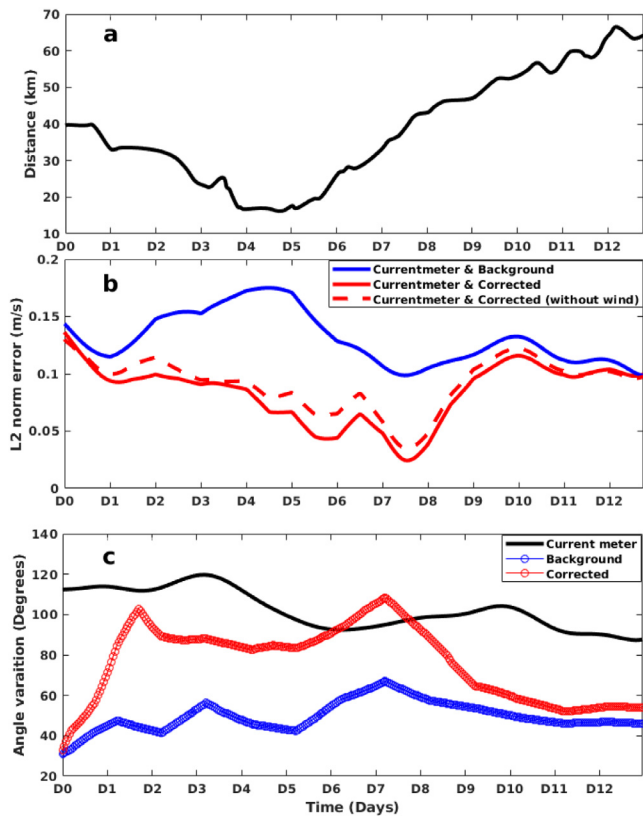 a
70
60
50
40
30
20
10
Distance (km)
D0 D1 D2 D3 D4 D5 D6 D7 D8 D9 D10 D11 D12
b
0.2
0.15
0.1
0.05
0
L2 norm error (m/s)
Currentmeter & Background
Currentmeter & Corrected
Currentmeter & Corrected (without wind)
D0 D1 D2 D3 D4 D5 D6 D7 D8 D9 D10 D11 D12
c
140
120
100
80
60
40
20
Angle varaition (Degrees)
Current meter
Background
Corrected
D0 D1 D2 D3 D4 D5 D6 D7 D8 D9 D10 D11 D12
Time (Days)